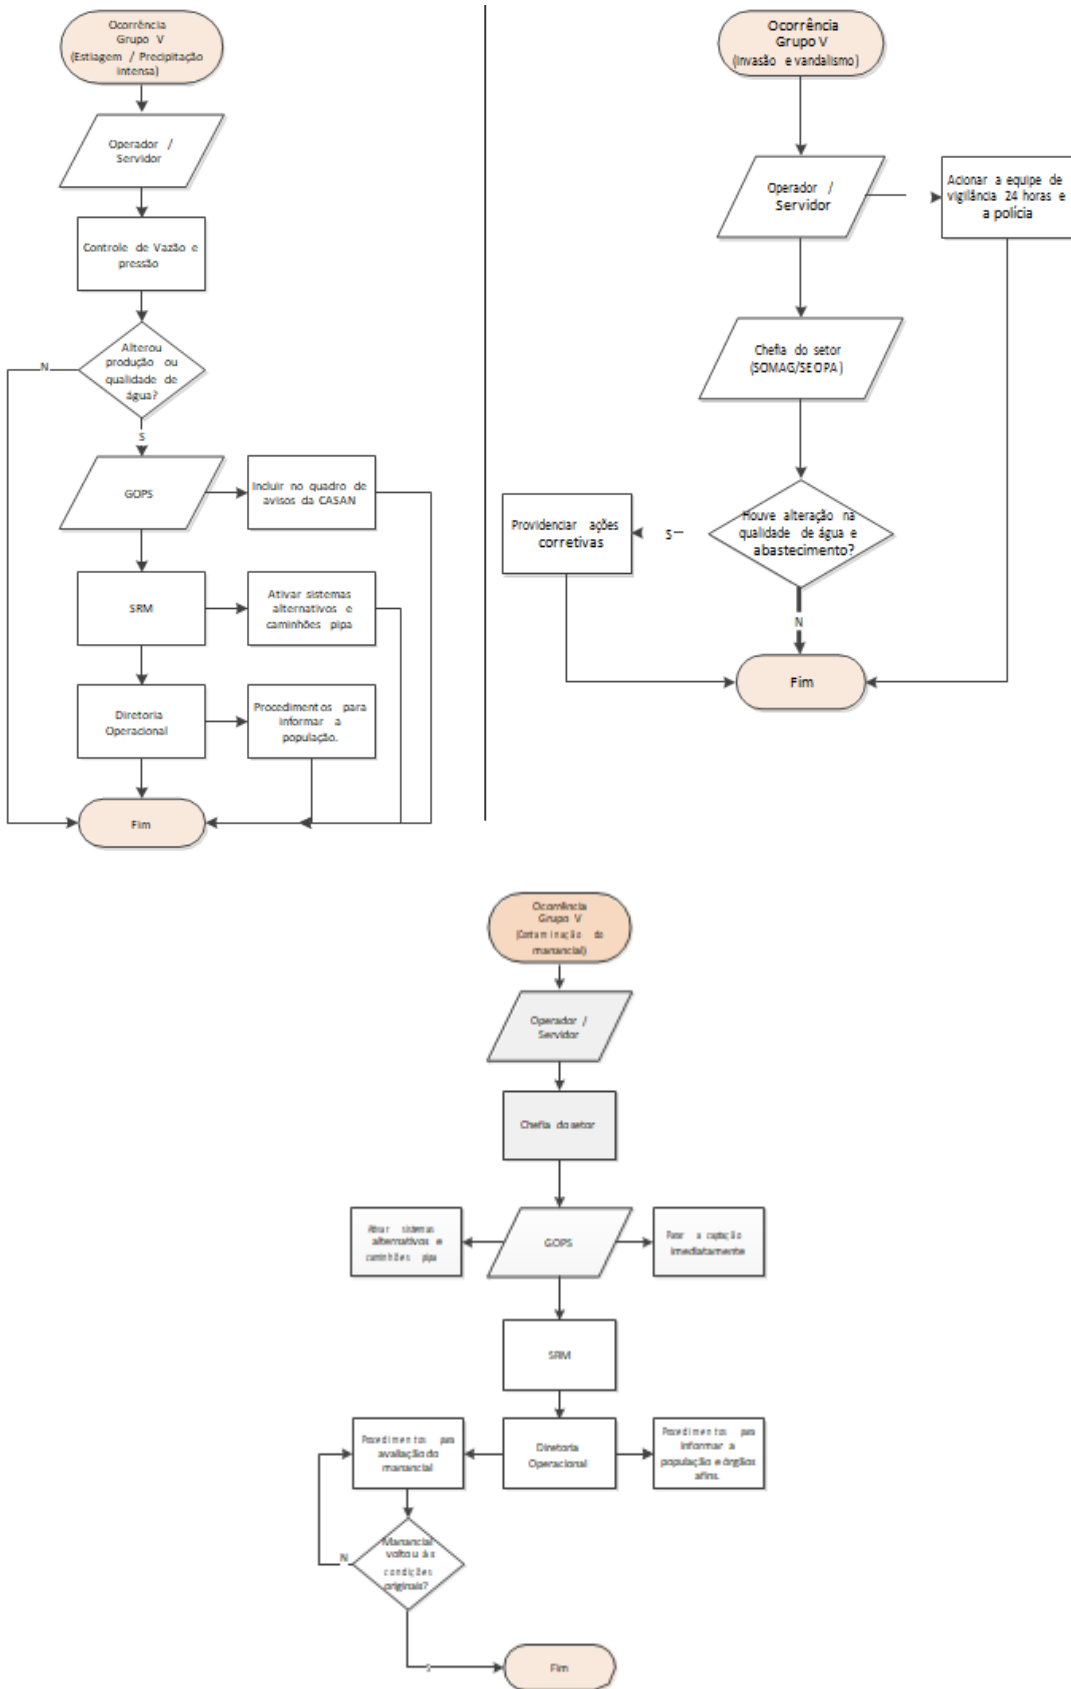 Ocorrência
Grupo V
(Estiagem / Precipitação
intensa)
Operador /
Servidor
Controle de Vazão e
pressão
Alterou
produção ou
qualidade de
água?
N
S
GOPS
Incluir no quadro de
avisos da CASAN
SRM
Ativar sistemas
alternativos e
caminhões pipa
Diretoria
Operacional
Procedimentos para
informar a
população.
Fim
Ocorrência
Grupo V
(Invasão e vandalismo)
Operador /
Servidor
Acionar a equipe de
vigilância 24 horas e
a polícia
Chefia do setor
(SOMAG/SEOPA)
Houve alteração na
qualidade de água e
abastecimento?
S
Providenciar ações
corretivas
N
Fim
Ocorrência
Grupo V
(Contaminação do
manancial)
Operador /
Servidor
Chefia do setor
Ativar sistemas
alternativos e
caminhões pipa
GOPS
Parar a captação
imediatamente
SRM
Procedimentos para
avaliação do
manancial
Diretoria
Operacional
Procedimentos para
informar a
população e órgãos
afins.
Manancial
voltou às
condições
originais?
N
S
Fim